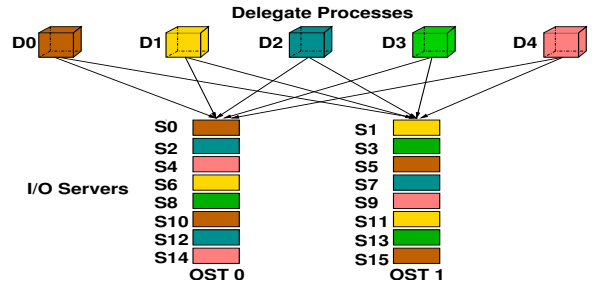 Delegate Processes
D0 D1 D2 D3 D4
S0 S1
S2 S3
S4 S5
I/O Servers
S6 S7
S8 S9
S10 S11
S12 S13
S14 S15
OST 0 OST 1